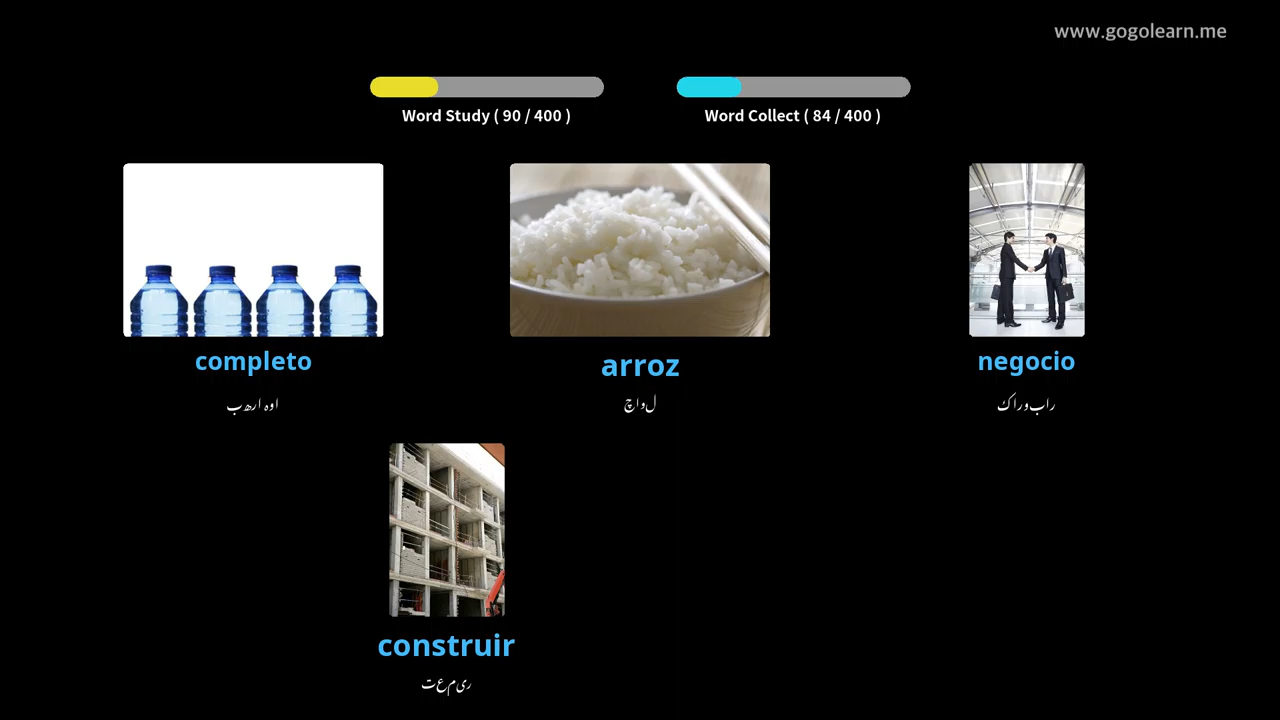 www.gogolearn.me
Word Study ( 90 / 400 )
Word Collect ( 84 / 400 )
completo
اوہ ارھب
arroz
لواچ
negocio
رابوراک
construir
ریمعت